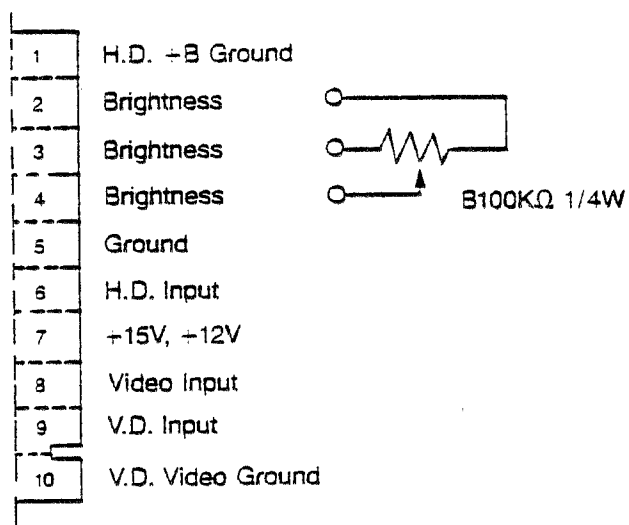 1 H.D. +B Ground
2 Brightness
3 Brightness
4 Brightness
B100KΩ 1/4W
5 Ground
6 H.D. Input
7 +15V, +12V
8 Video Input
9 V.D. Input
10 V.D. Video Ground